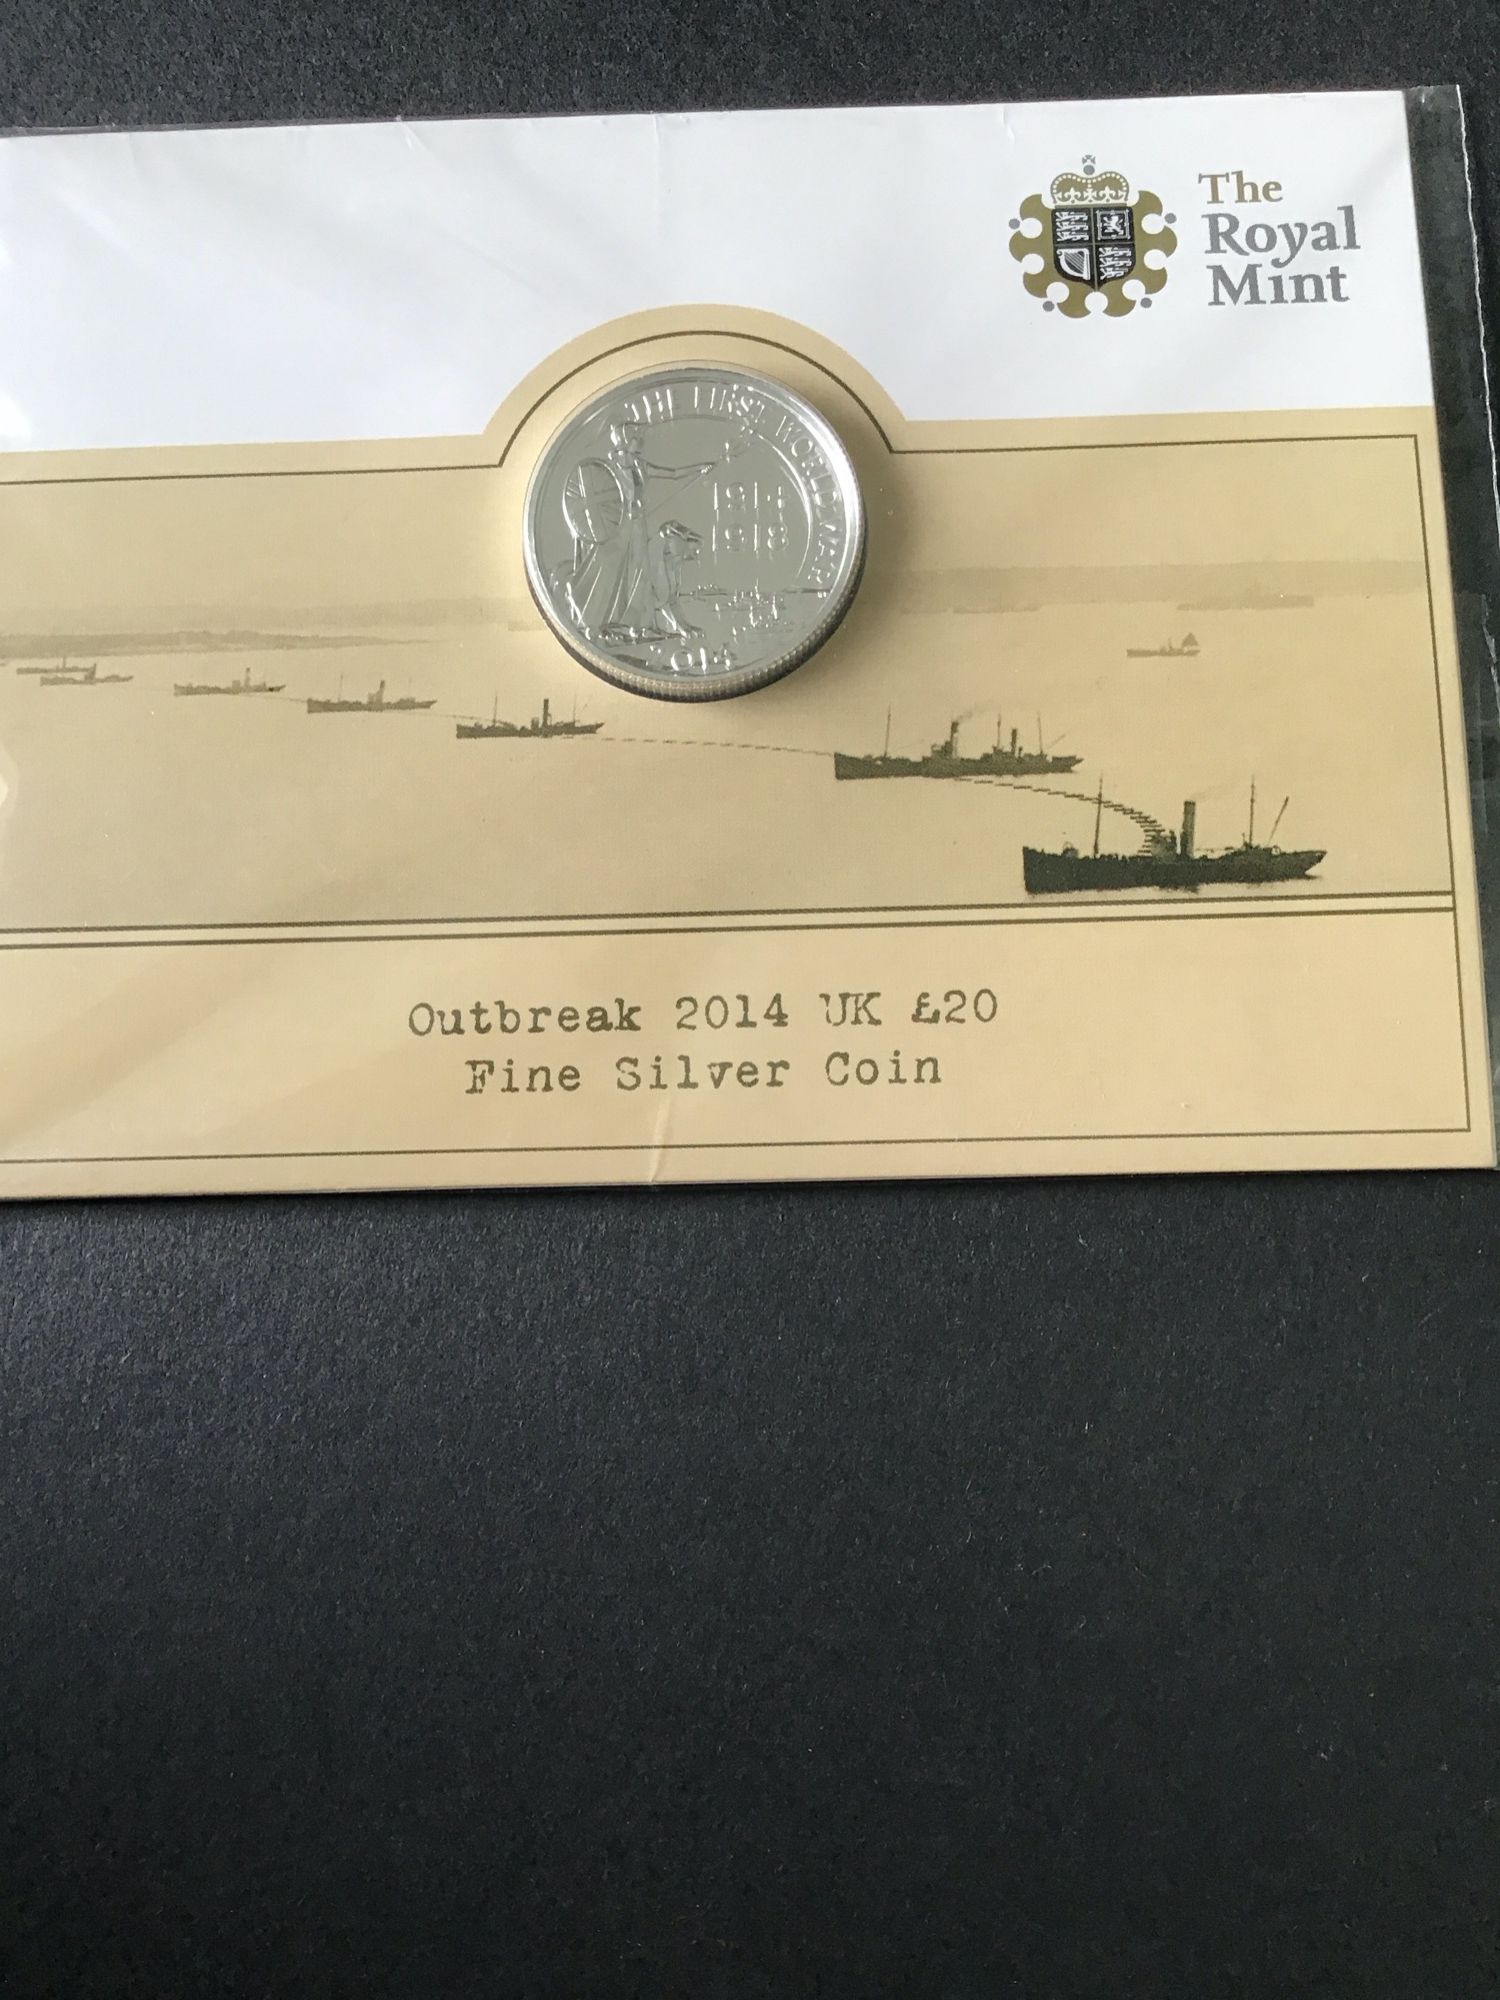 The
Royal
Mint
THE FIRST WORLD WAR
1914
1918
2014
Outbreak 2014 UK £20
Fine Silver Coin